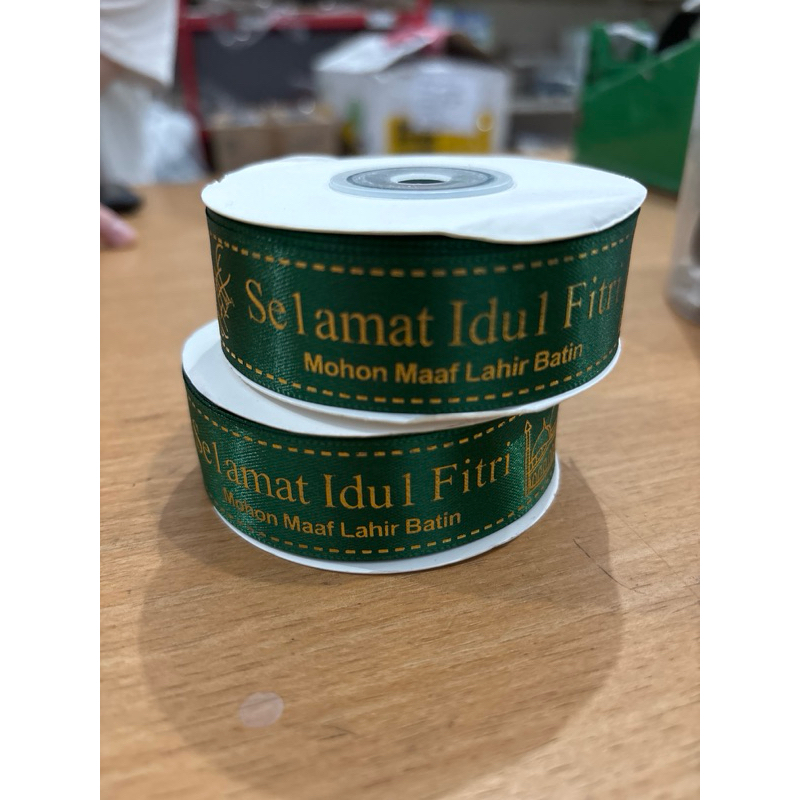 Selamat Idul Fitri
Mohon Maaf Lahir Batin
Selamat Idul Fitri
Mohon Maaf Lahir Batin